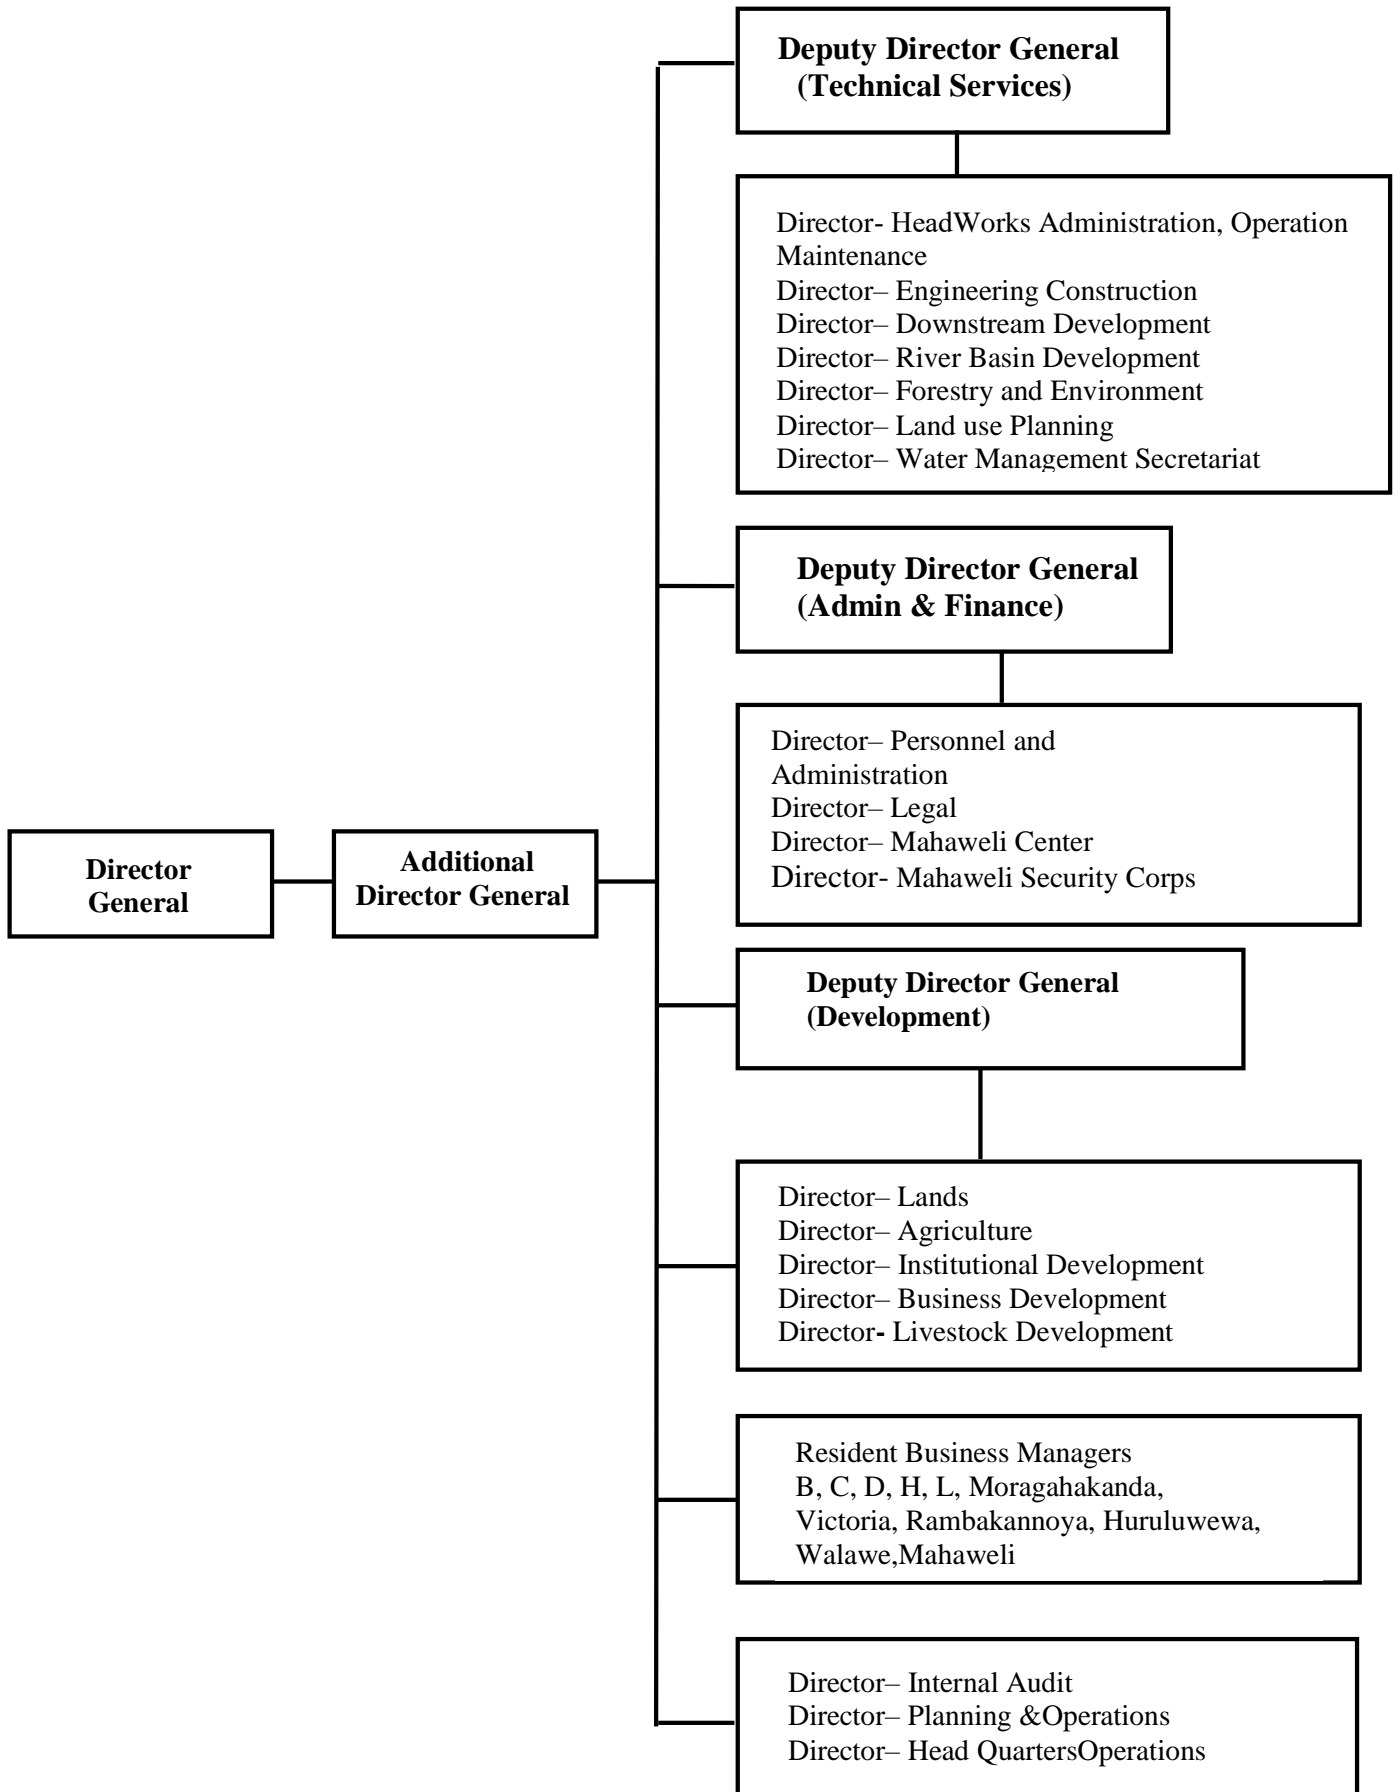 Deputy Director General
(Technical Services)
Director- HeadWorks Administration, Operation
Maintenance
Director– Engineering Construction
Director– Downstream Development
Director– River Basin Development
Director– Forestry and Environment
Director– Land use Planning
Director– Water Management Secretariat
Deputy Director General
(Admin & Finance)
Director– Personnel and
Administration
Director– Legal
Director– Mahaweli Center
Director- Mahaweli Security Corps
Director
General
Additional
Director General
Deputy Director General
(Development)
Director– Lands
Director– Agriculture
Director– Institutional Development
Director– Business Development
Director- Livestock Development
Resident Business Managers
B, C, D, H, L, Moragahakanda,
Victoria, Rambakannoya, Huruluwewa,
Walawe,Mahaweli
Director– Internal Audit
Director– Planning &Operations
Director– Head QuartersOperations